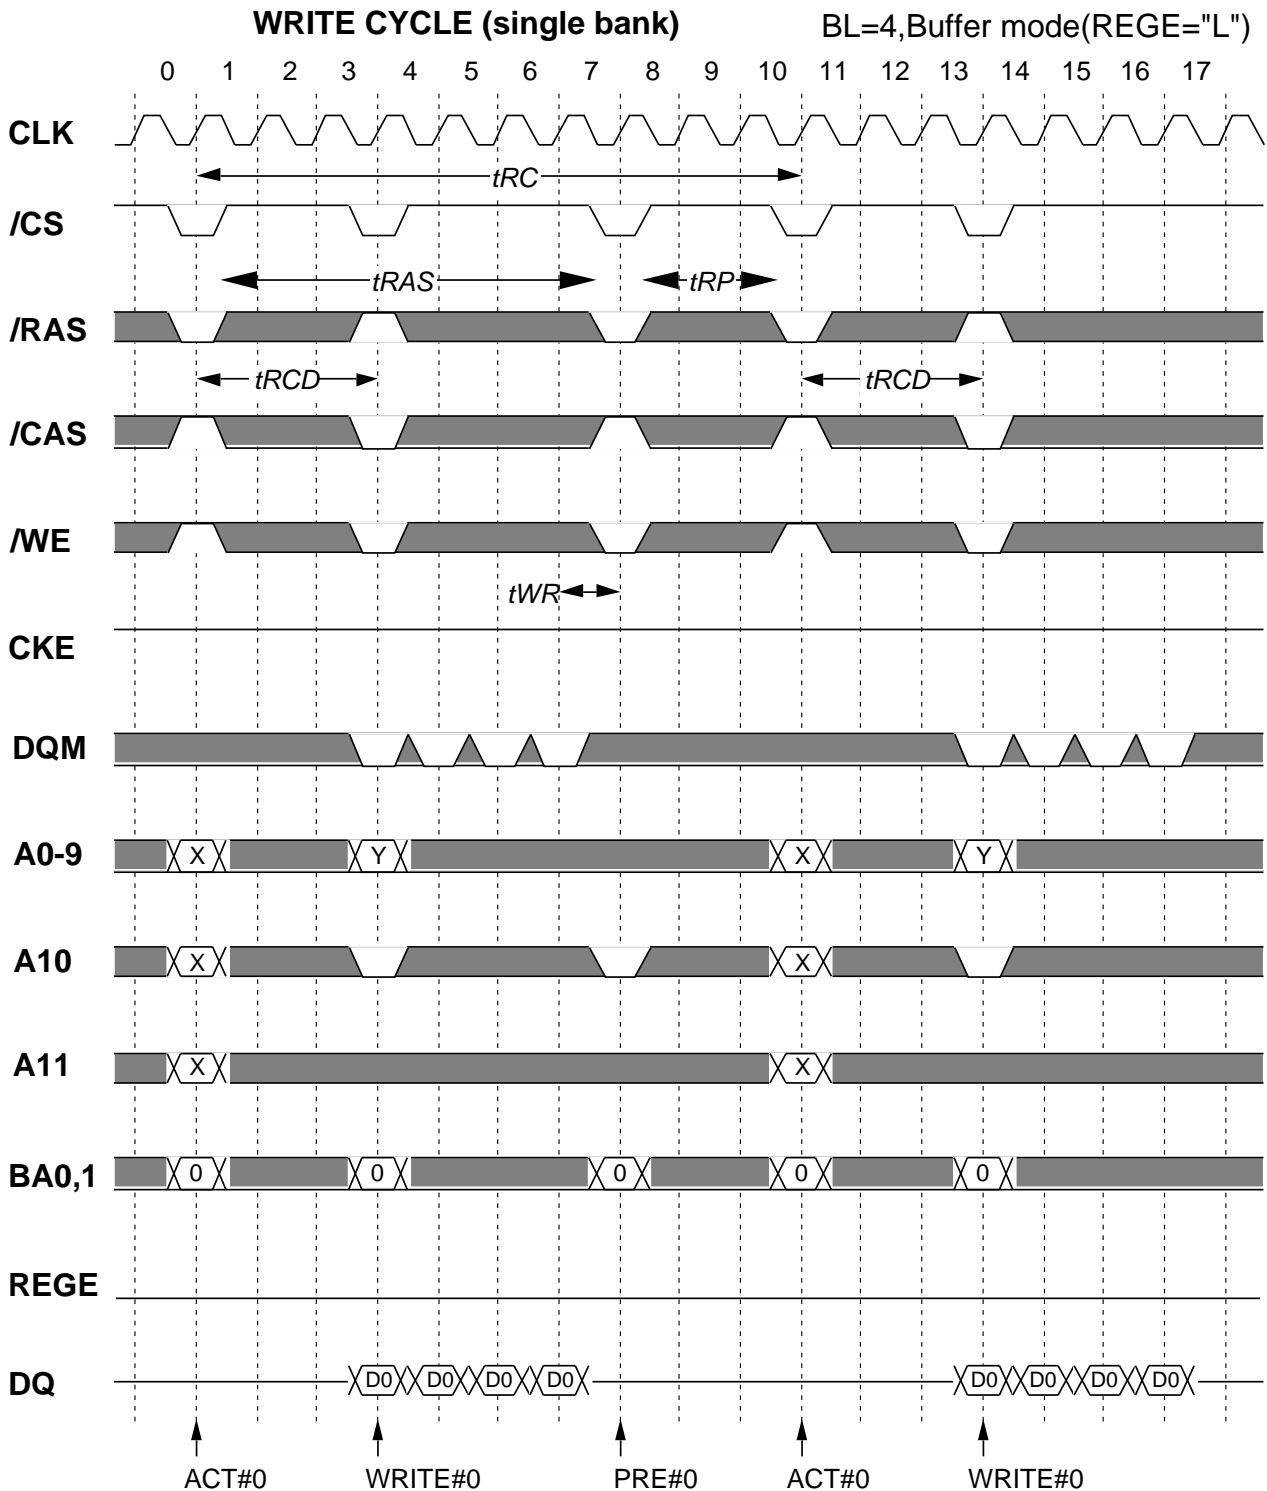 WRITE CYCLE (single bank) BL=4,Buffer mode(REGE="L")
0 1 2 3 4 5 6 7 8 9 10 11 12 13 14 15 16 17
CLK
tRC
/CS
tRAS tRP
/RAS
tRCD tRCD
/CAS
/WE
tWR
CKE
DQM
A0-9 X Y X Y
A10 X X
A11 X X
BA0,1 0 0 0 0 0
REGE
DQ D0 D0 D0 D0 D0 D0 D0 D0
ACT#0 WRITE#0 PRE#0 ACT#0 WRITE#0